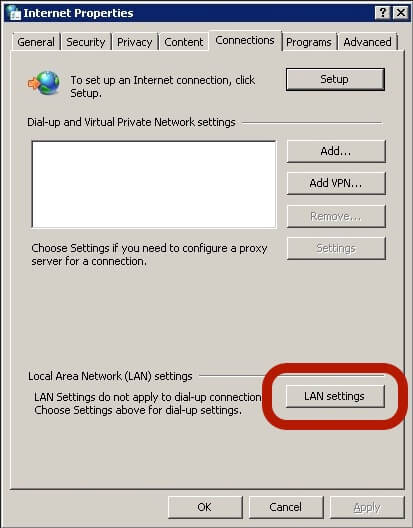 Internet Properties
General Security Privacy Content Connections Programs Advanced
To set up an Internet connection, click
Setup.
Setup
Dial-up and Virtual Private Network settings
Add...
Add VPN...
Remove...
Choose Settings if you need to configure a proxy
server for a connection.
Settings
Local Area Network (LAN) settings
LAN Settings do not apply to dial-up connection
Choose Settings above for dial-up settings.
LAN settings
OK Cancel Apply